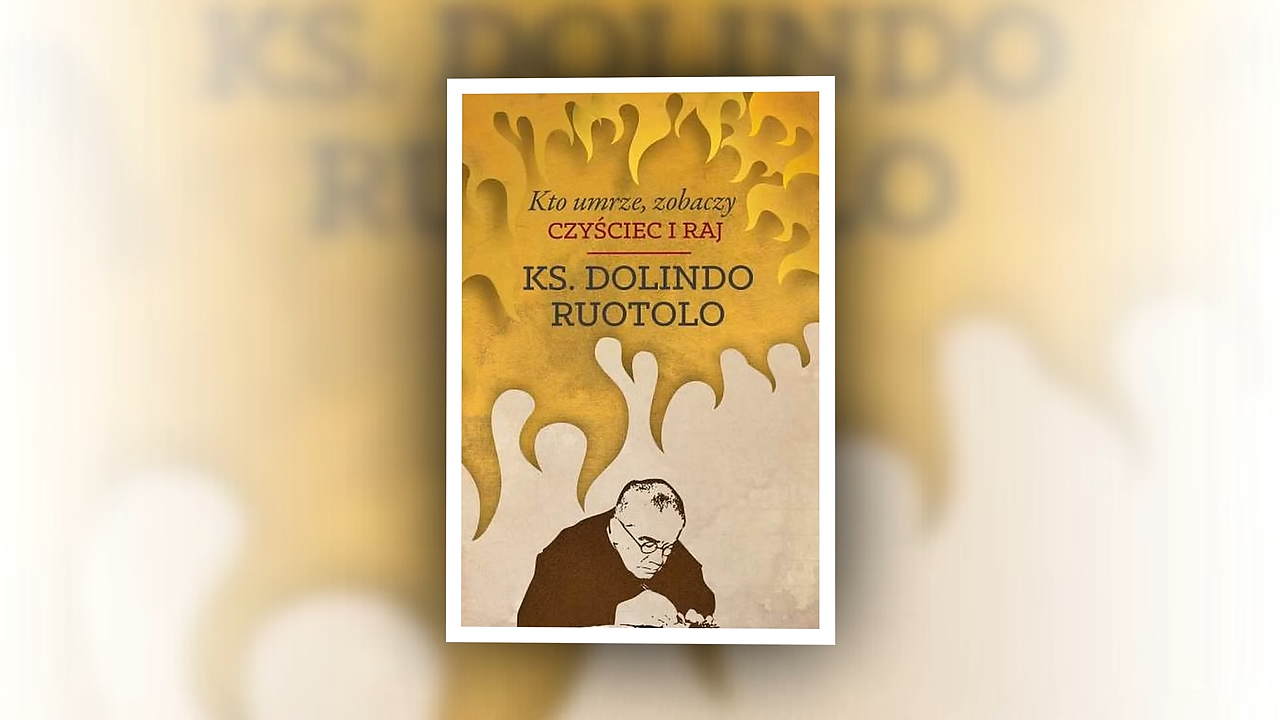 Kto umrze, zobaczy
CZYŚCIEC I RAJ
KS. DOLINDO
RUOTOLO